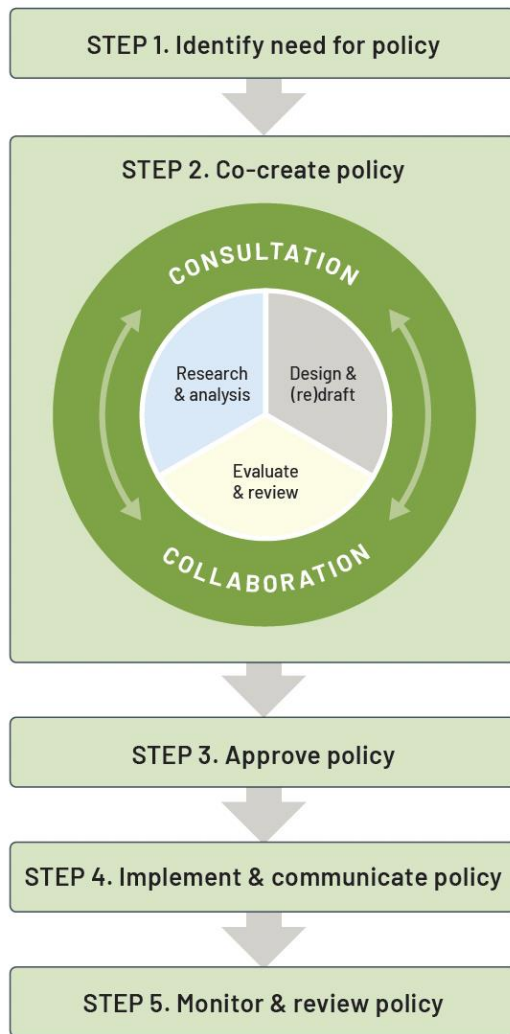 STEP 1. Identify need for policy
STEP 2. Co-create policy
CONSULTATION
Research
& analysis
Design &
(re)draft
Evaluate
& review
COLLABORATION
STEP 3. Approve policy
STEP 4. Implement & communicate policy
STEP 5. Monitor & review policy